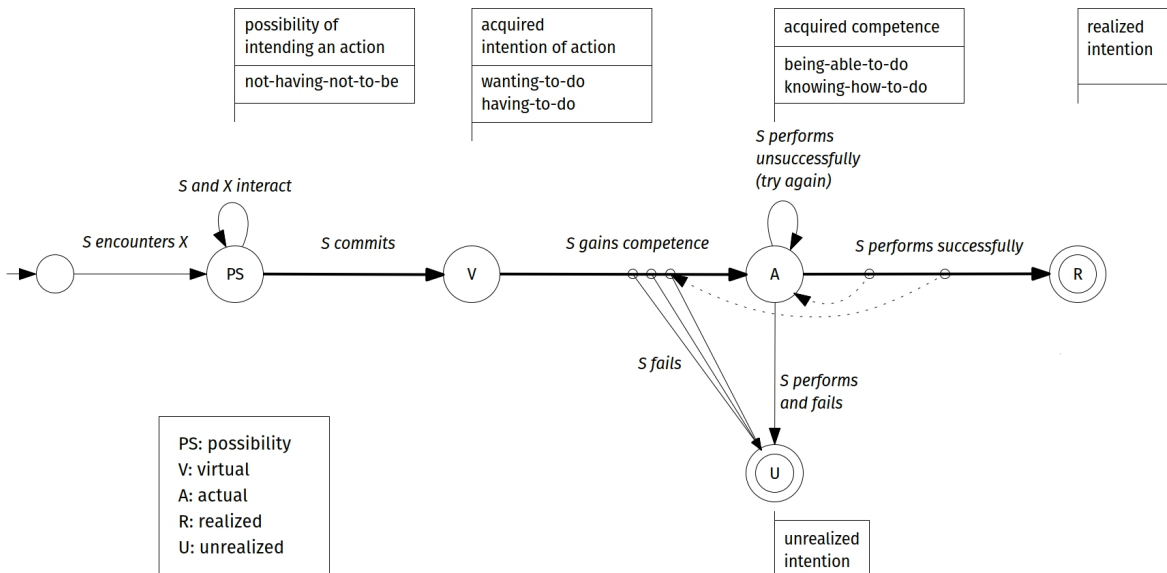 possibility of
intending an action
not-having-not-to-be
acquired
intention of action
wanting-to-do
having-to-do
acquired competence
being-able-to-do
knowing-how-to-do
realized
intention
S performs
unsuccessfully
(try again)
S and X interact
S encounters X
S commits
S gains competence
S performs successfully
PS
V
A
R
S fails
S performs
and fails
U
PS: possibility
V: virtual
A: actual
R: realized
U: unrealized
unrealized
intention